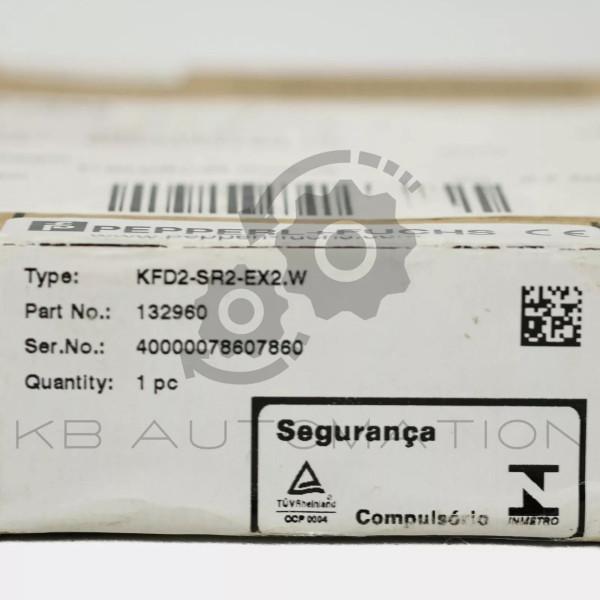 PEPPERL+FUCHS CE
Type: KFD2-SR2-EX2.W
Part No.: 132960
Ser.No.: 40000078607860
Quantity: 1 pc
KB AUTOMATION
Segurança
TÜVRheinland
OCP 0004
Compulsório
INMETRO